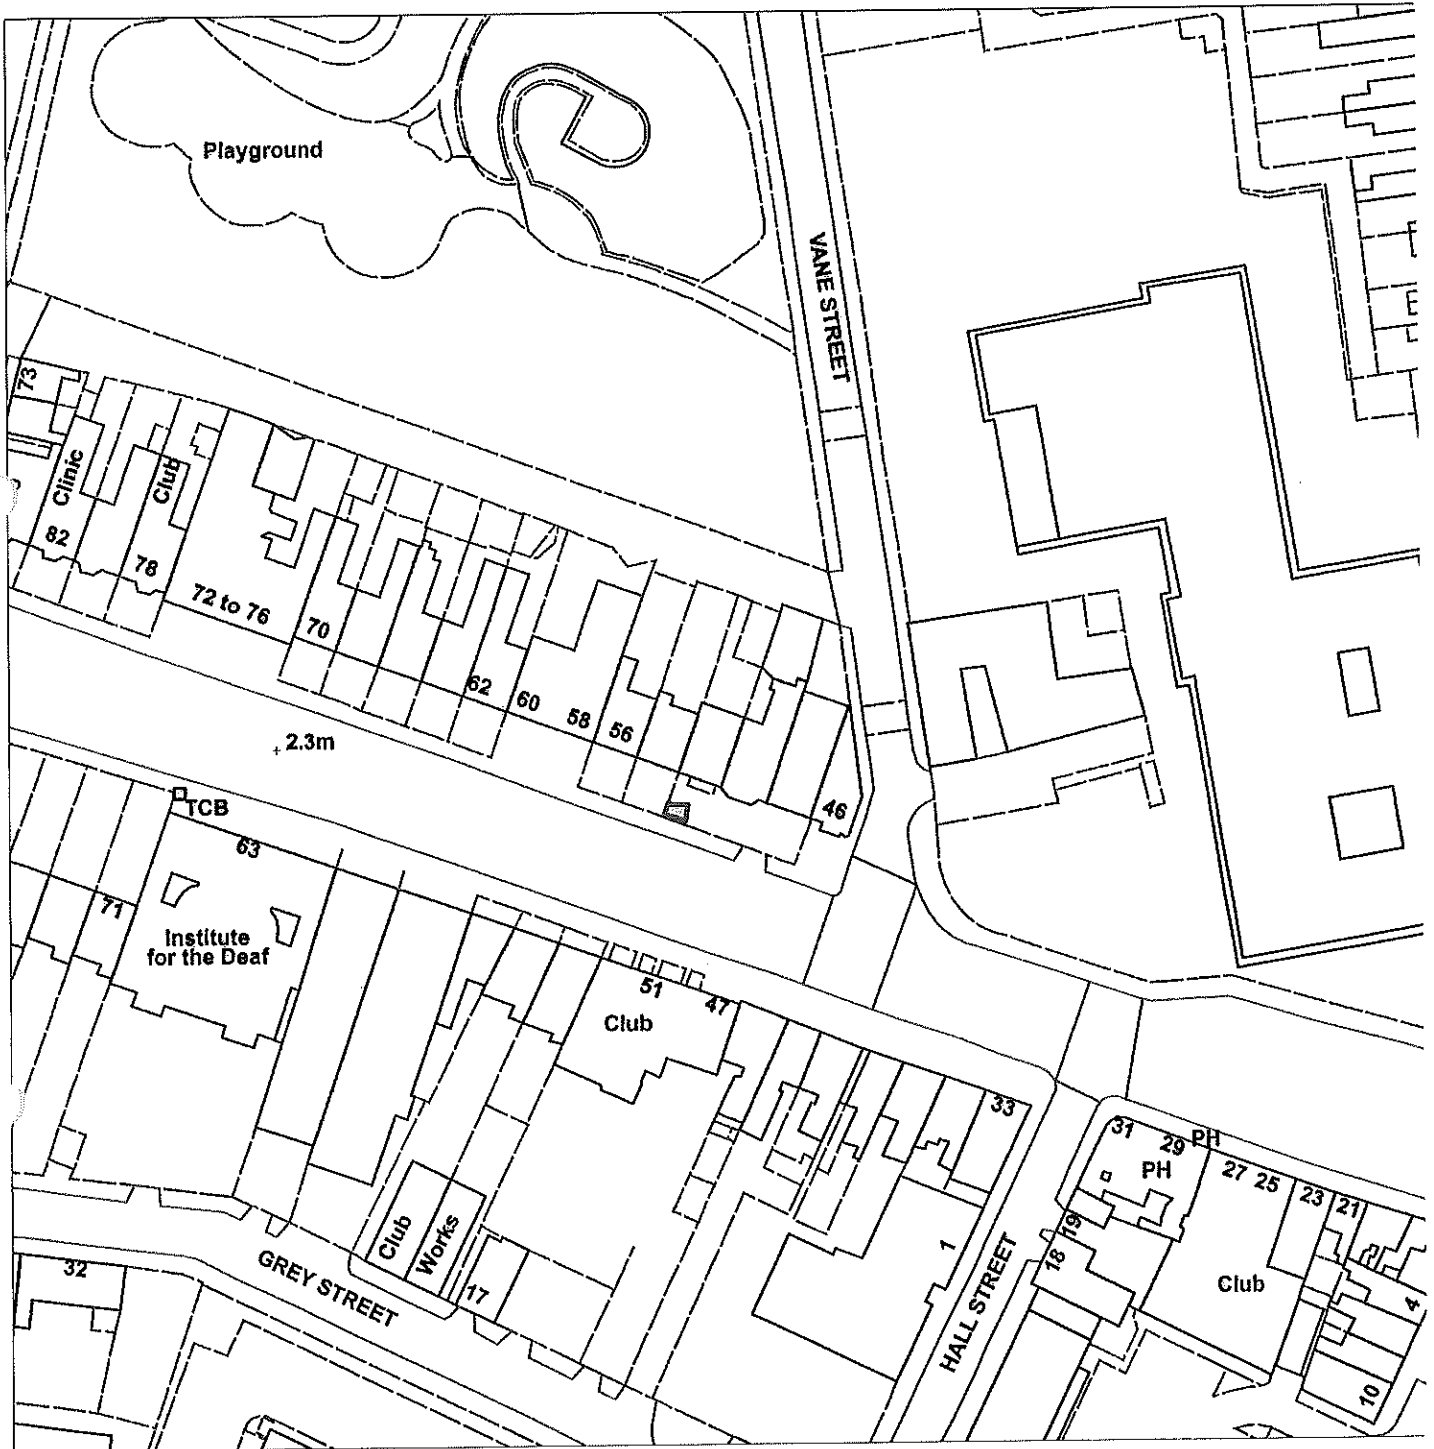 Playground
VANE STREET
73
Clinic
Club
82
78
72 to 76
70
62
60
58
56
46
2.3m
TCB
63
71
Institute
for the Deaf
51
47
Club
33
31
29
PH
PH
27
25
23
21
19
18
1
Club
Works
17
GREY STREET
32
HALL STREET
Club
4
10